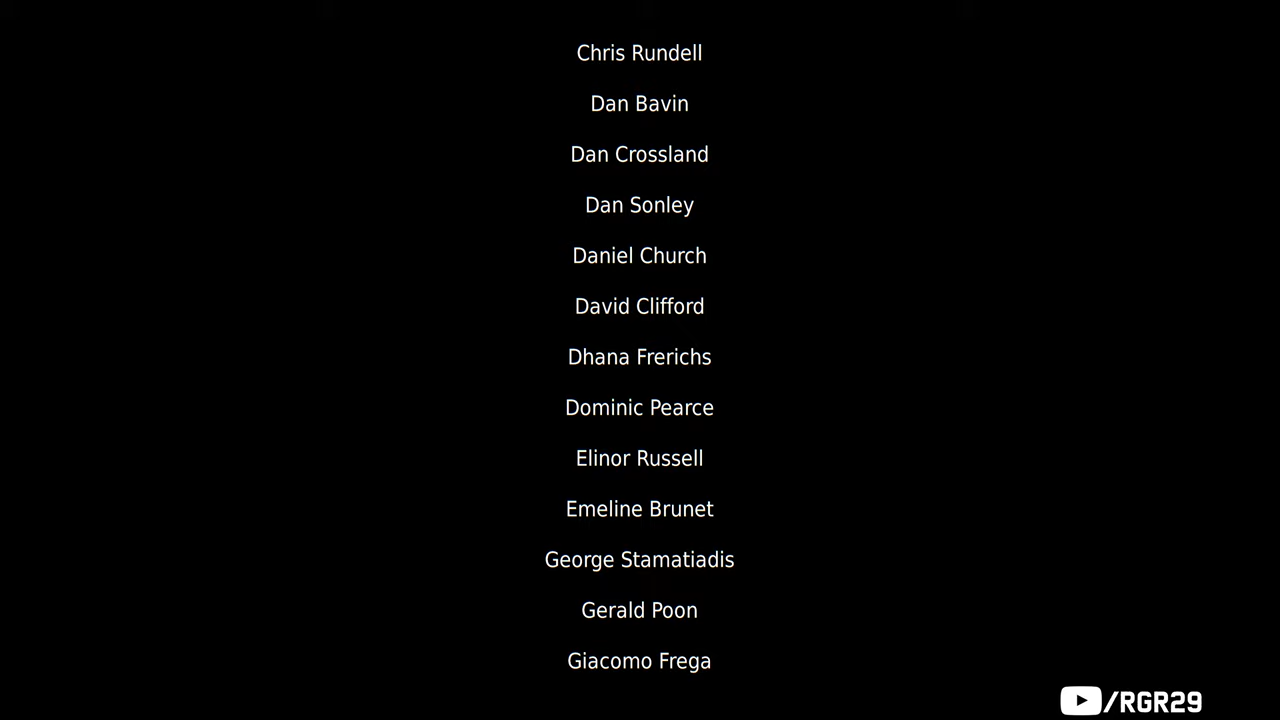 Chris Rundell
Dan Bavin
Dan Crossland
Dan Sonley
Daniel Church
David Clifford
Dhana Frerichs
Dominic Pearce
Elinor Russell
Emeline Brunet
George Stamatiadis
Gerald Poon
Giacomo Frega
/RGR29